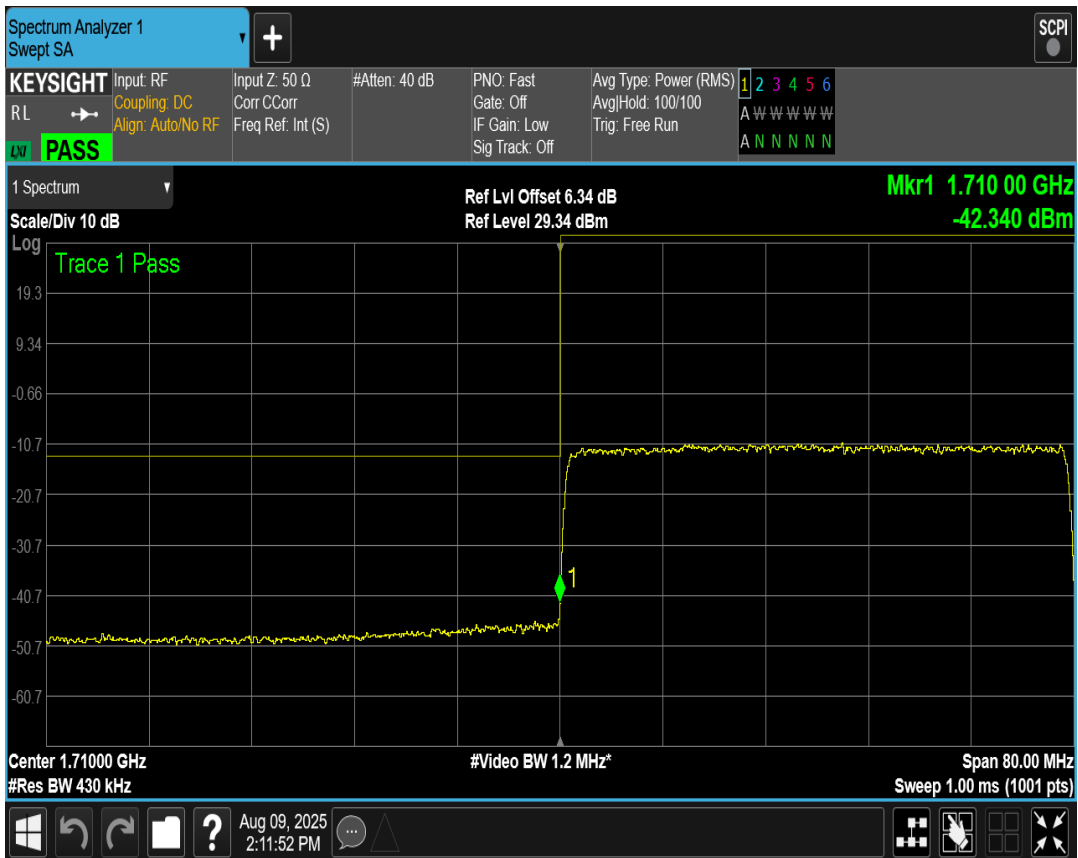 Spectrum Analyzer 1
Swept SA
+
SCPI
KEYSIGHT
RL
LXI PASS
Input: RF
Coupling: DC
Align: Auto/No RF
Input Z: 50 Ω
Corr CCorr
Freq Ref: Int (S)
#Atten: 40 dB
PNO: Fast
Gate: Off
IF Gain: Low
Sig Track: Off
Avg Type: Power (RMS)
Avg|Hold: 100/100
Trig: Free Run
1 2 3 4 5 6
A W W W W W
A N N N N N
1 Spectrum
Scale/Div 10 dB
Ref Lvl Offset 6.34 dB
Ref Level 29.34 dBm
Mkr1 1.710 00 GHz
-42.340 dBm
Log
Trace 1 Pass
19.3
9.34
-0.66
-10.7
-20.7
-30.7
1
-40.7
-50.7
-60.7
Center 1.71000 GHz
#Video BW 1.2 MHz*
Span 80.00 MHz
#Res BW 430 kHz
Sweep 1.00 ms (1001 pts)
?
Aug 09, 2025
2:11:52 PM